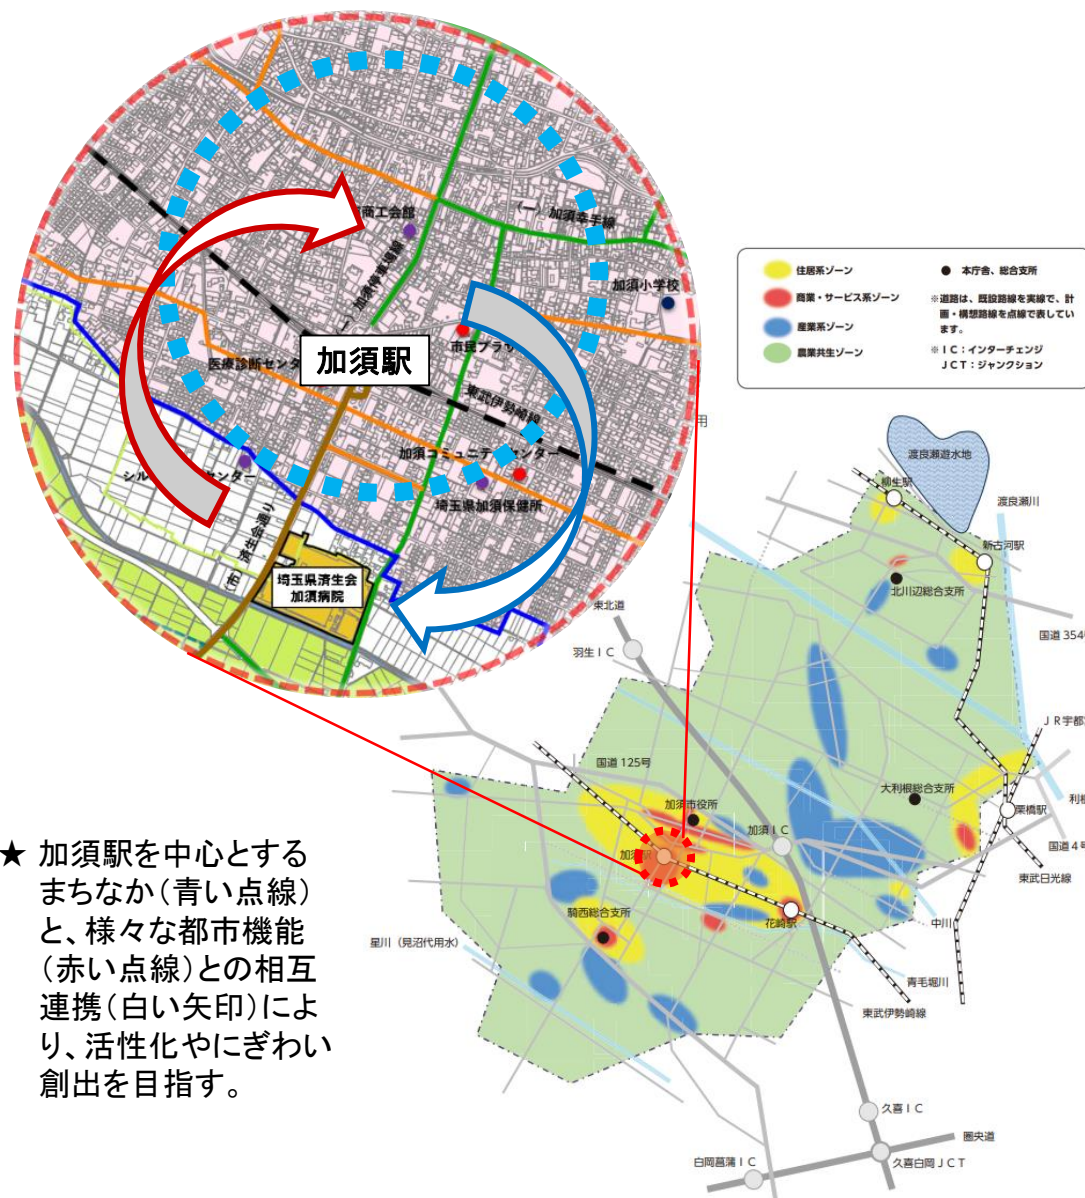 商工会館
(一)加須幸手線
(一)加須停車場線
加須小学校
市民プラザ
医療診断センタ
加須駅
東武伊勢崎線
加須コミュニティセンター
シル
センター
埼玉県加須保健所
(市)済生会通り
埼玉県済生会
加須病院
住居系ゾーン
商業・サービス系ゾーン
産業系ゾーン
農業共生ゾーン
本庁舎、総合支所
※道路は、既設路線を実線で、計
画・構想路線を点線で表してい
ます。
※IC:インターチェンジ
JCT:ジャンクション
用
渡良瀬遊水地
柳生駅
渡良瀬川
新古河駅
北川辺総合支所
東北道
国道354
羽生IC
JR宇都
国道125号
大利根総合支所
利根
加須市役所
栗橋駅
加須IC
国道4号
加須駅
東武日光線
花崎駅
騎西総合支所
中川
星川(見沼代用水)
青毛堀川
東武伊勢崎線
久喜IC
圏央道
白岡菖蒲IC
久喜白岡JCT
★ 加須駅を中心とする
まちなか(青い点線)
と、様々な都市機能
(赤い点線)との相互
連携(白い矢印)によ
り、活性化やにぎわい
創出を目指す。